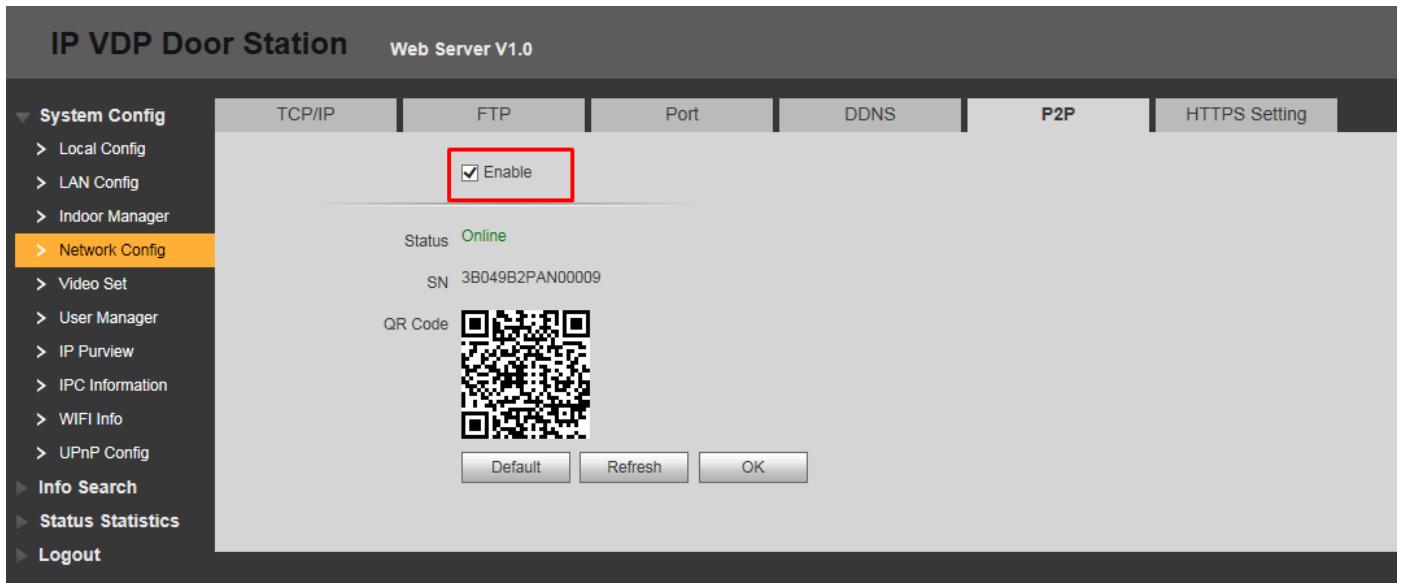 IP VDP Door Station Web Server V1.0
System Config
Local Config
LAN Config
Indoor Manager
Network Config
Video Set
User Manager
IP Purview
IPC Information
WIFI Info
UPnP Config
Info Search
Status Statistics
Logout
TCP/IP FTP Port DDNS P2P HTTPS Setting
Enable
Status Online
SN 3B049B2PAN00009
QR Code
Default Refresh OK